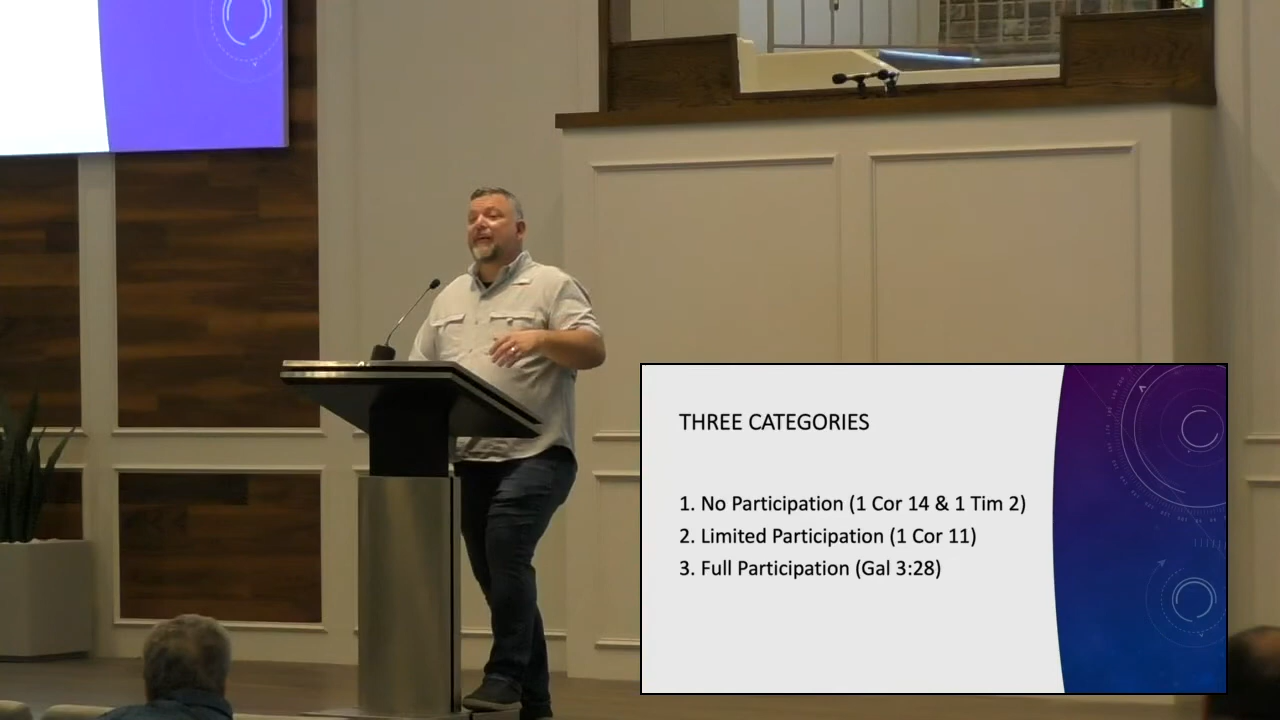 THREE CATEGORIES
1. No Participation (1 Cor 14 & 1 Tim 2)
2. Limited Participation (1 Cor 11)
3. Full Participation (Gal 3:28)